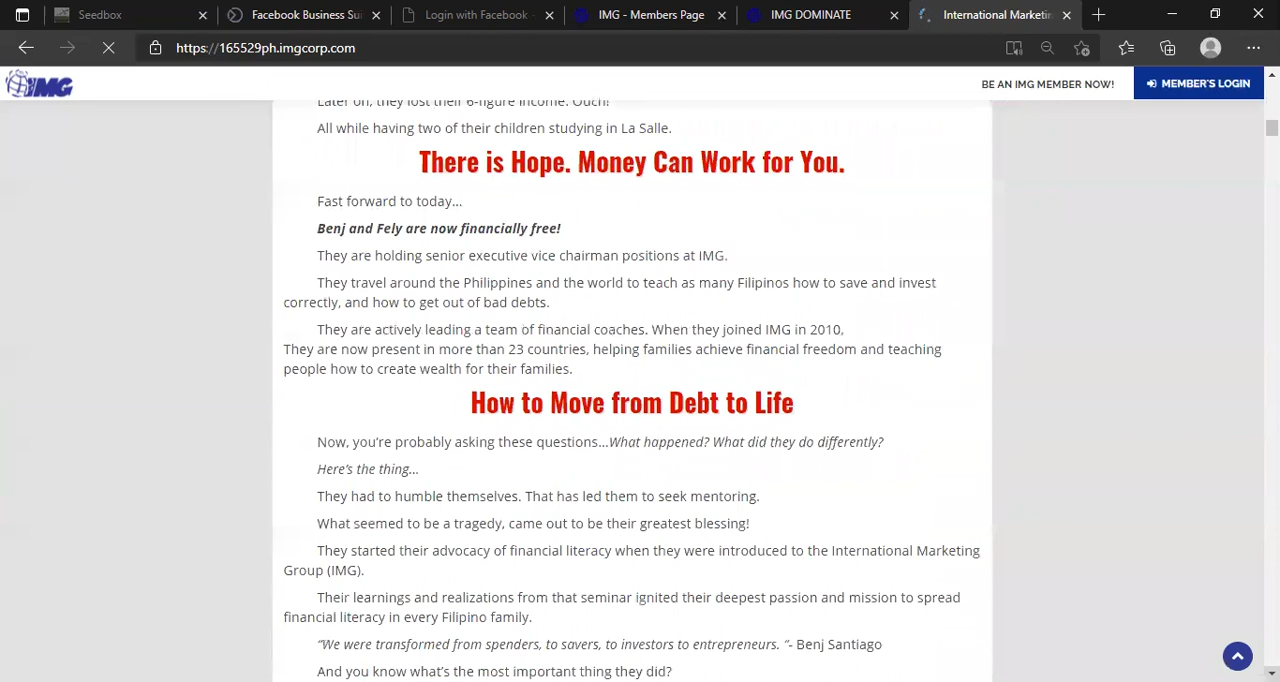 Seedbox
Facebook Business Su
Login with Facebook -
IMG - Members Page
IMG DOMINATE
International Marketin
https://165529ph.imgcorp.com
IMG
BE AN IMG MEMBER NOW!
MEMBER'S LOGIN
Later on, they lost their 6-figure income. Ouch!
All while having two of their children studying in La Salle.
There is Hope. Money Can Work for You.
Fast forward to today…
Benj and Fely are now financially free!
They are holding senior executive vice chairman positions at IMG.
They travel around the Philippines and the world to teach as many Filipinos how to save and invest
correctly, and how to get out of bad debts.
They are actively leading a team of financial coaches. When they joined IMG in 2010,
They are now present in more than 23 countries, helping families achieve financial freedom and teaching
people how to create wealth for their families.
How to Move from Debt to Life
Now, you’re probably asking these questions…What happened? What did they do differently?
Here’s the thing…
They had to humble themselves. That has led them to seek mentoring.
What seemed to be a tragedy, came out to be their greatest blessing!
They started their advocacy of financial literacy when they were introduced to the International Marketing
Group (IMG).
Their learnings and realizations from that seminar ignited their deepest passion and mission to spread
financial literacy in every Filipino family.
“We were transformed from spenders, to savers, to investors to entrepreneurs. “- Benj Santiago
And you know what’s the most important thing they did?